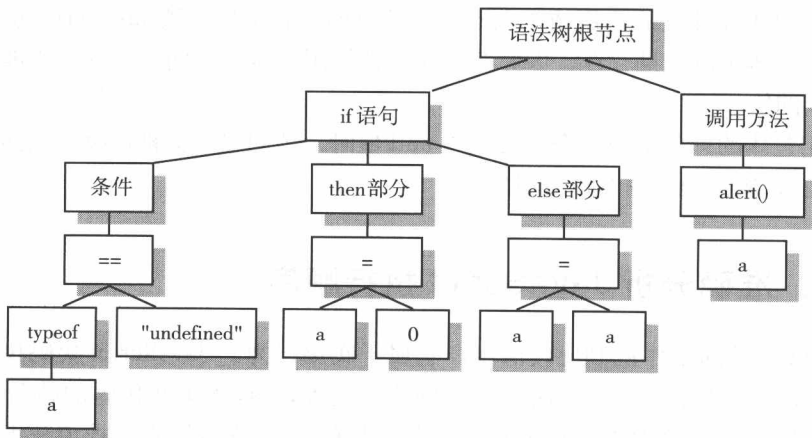 语法树根节点
if 语句
调用方法
条件
then部分
else部分
alert()
==
=
=
a
typeof
"undefined"
a
0
a
a
a